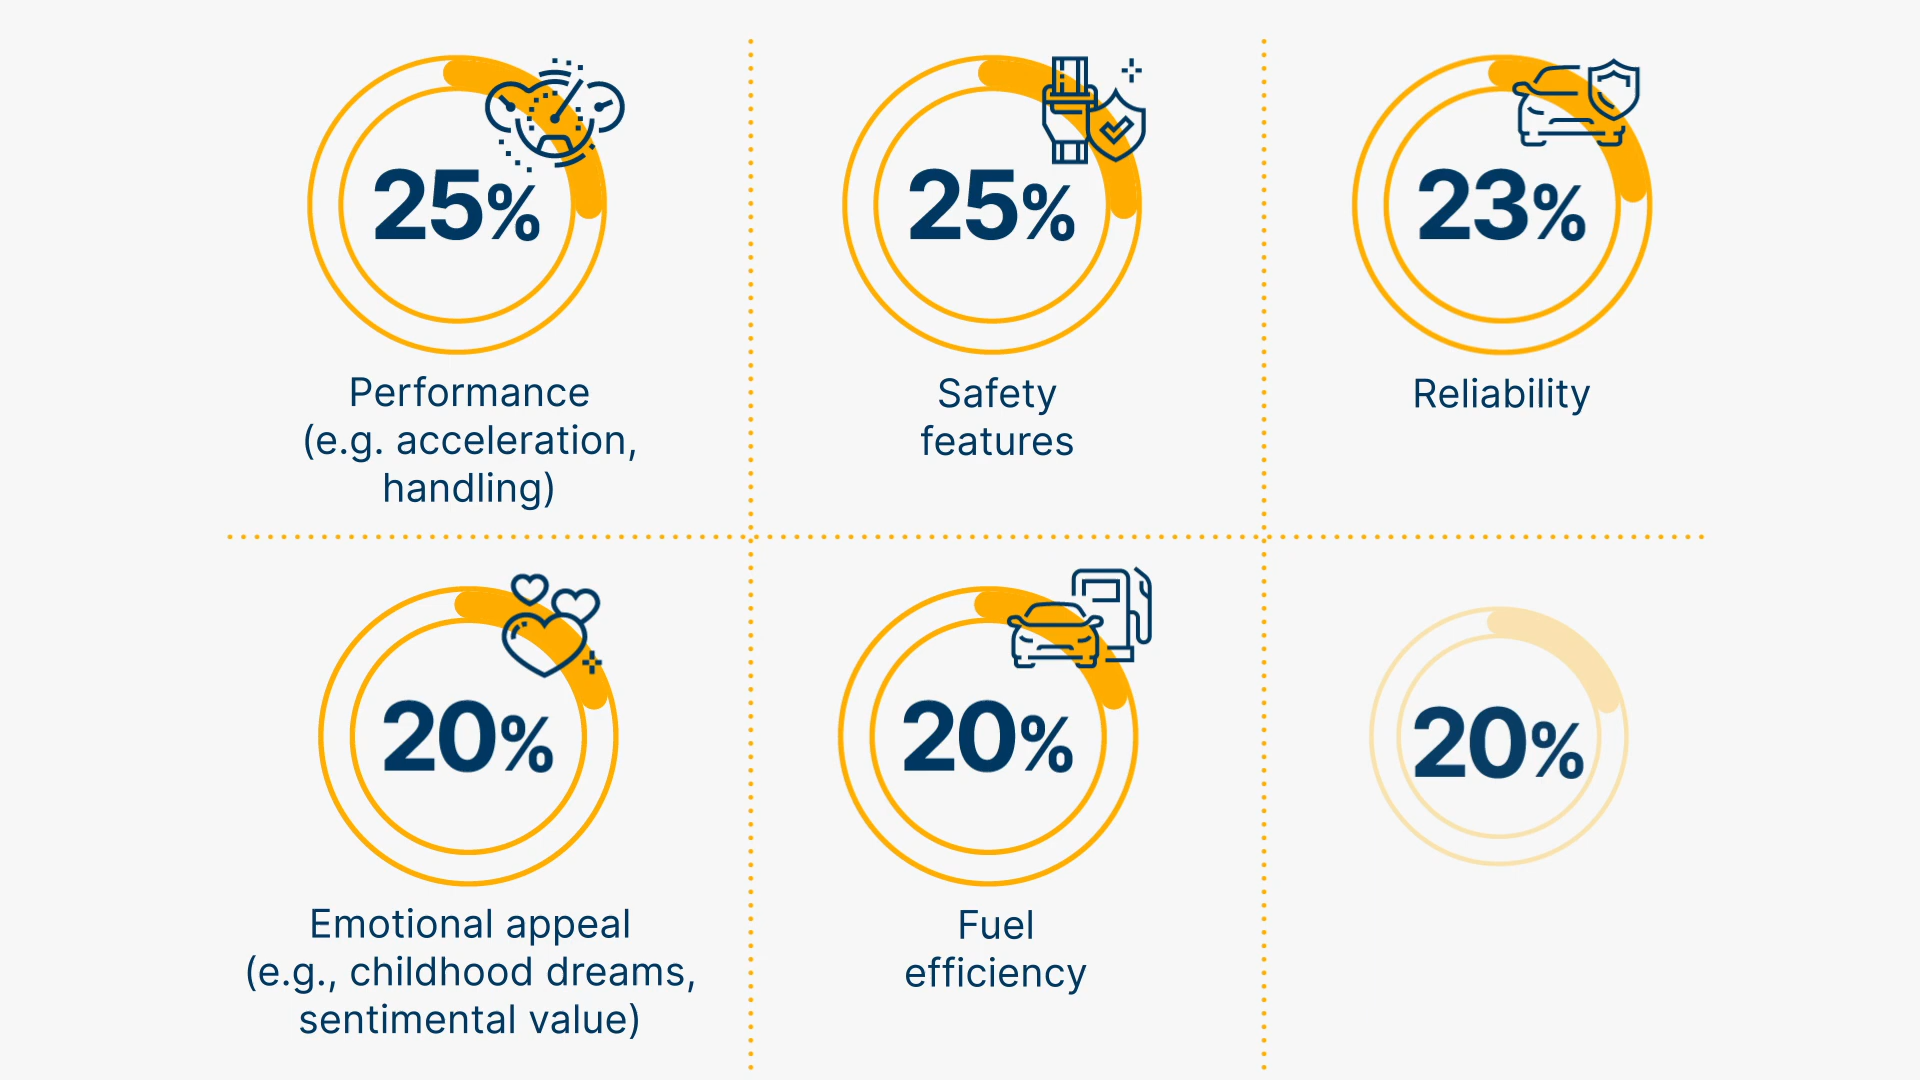 25%
Performance
(e.g. acceleration,
handling)
25%
Safety
features
23%
Reliability
20%
Emotional appeal
(e.g., childhood dreams,
sentimental value)
20%
Fuel
efficiency
20%